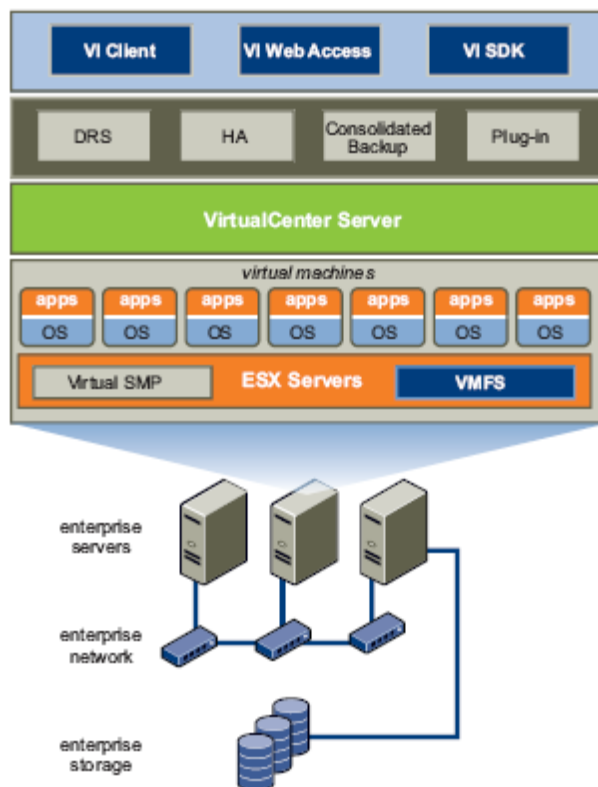 VI Client
VI Web Access
VI SDK
DRS
HA
Consolidated
Backup
Plug-in
VirtualCenter Server
virtual machines
apps
apps
apps
apps
apps
apps
apps
OS
OS
OS
OS
OS
OS
OS
Virtual SMP
ESX Servers
VMFS
enterprise
servers
enterprise
network
enterprise
storage